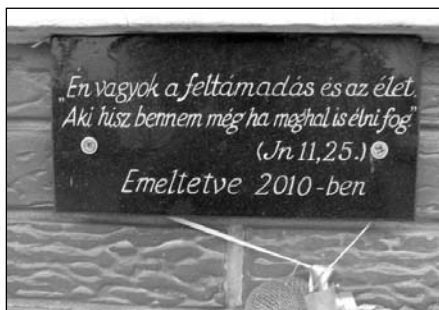 „Én vagyok a feltámadás és az élet.
Aki hisz bennem még ha meghal is élni fog."
(Jn 11,25.)
Emeltetve 2010-ben